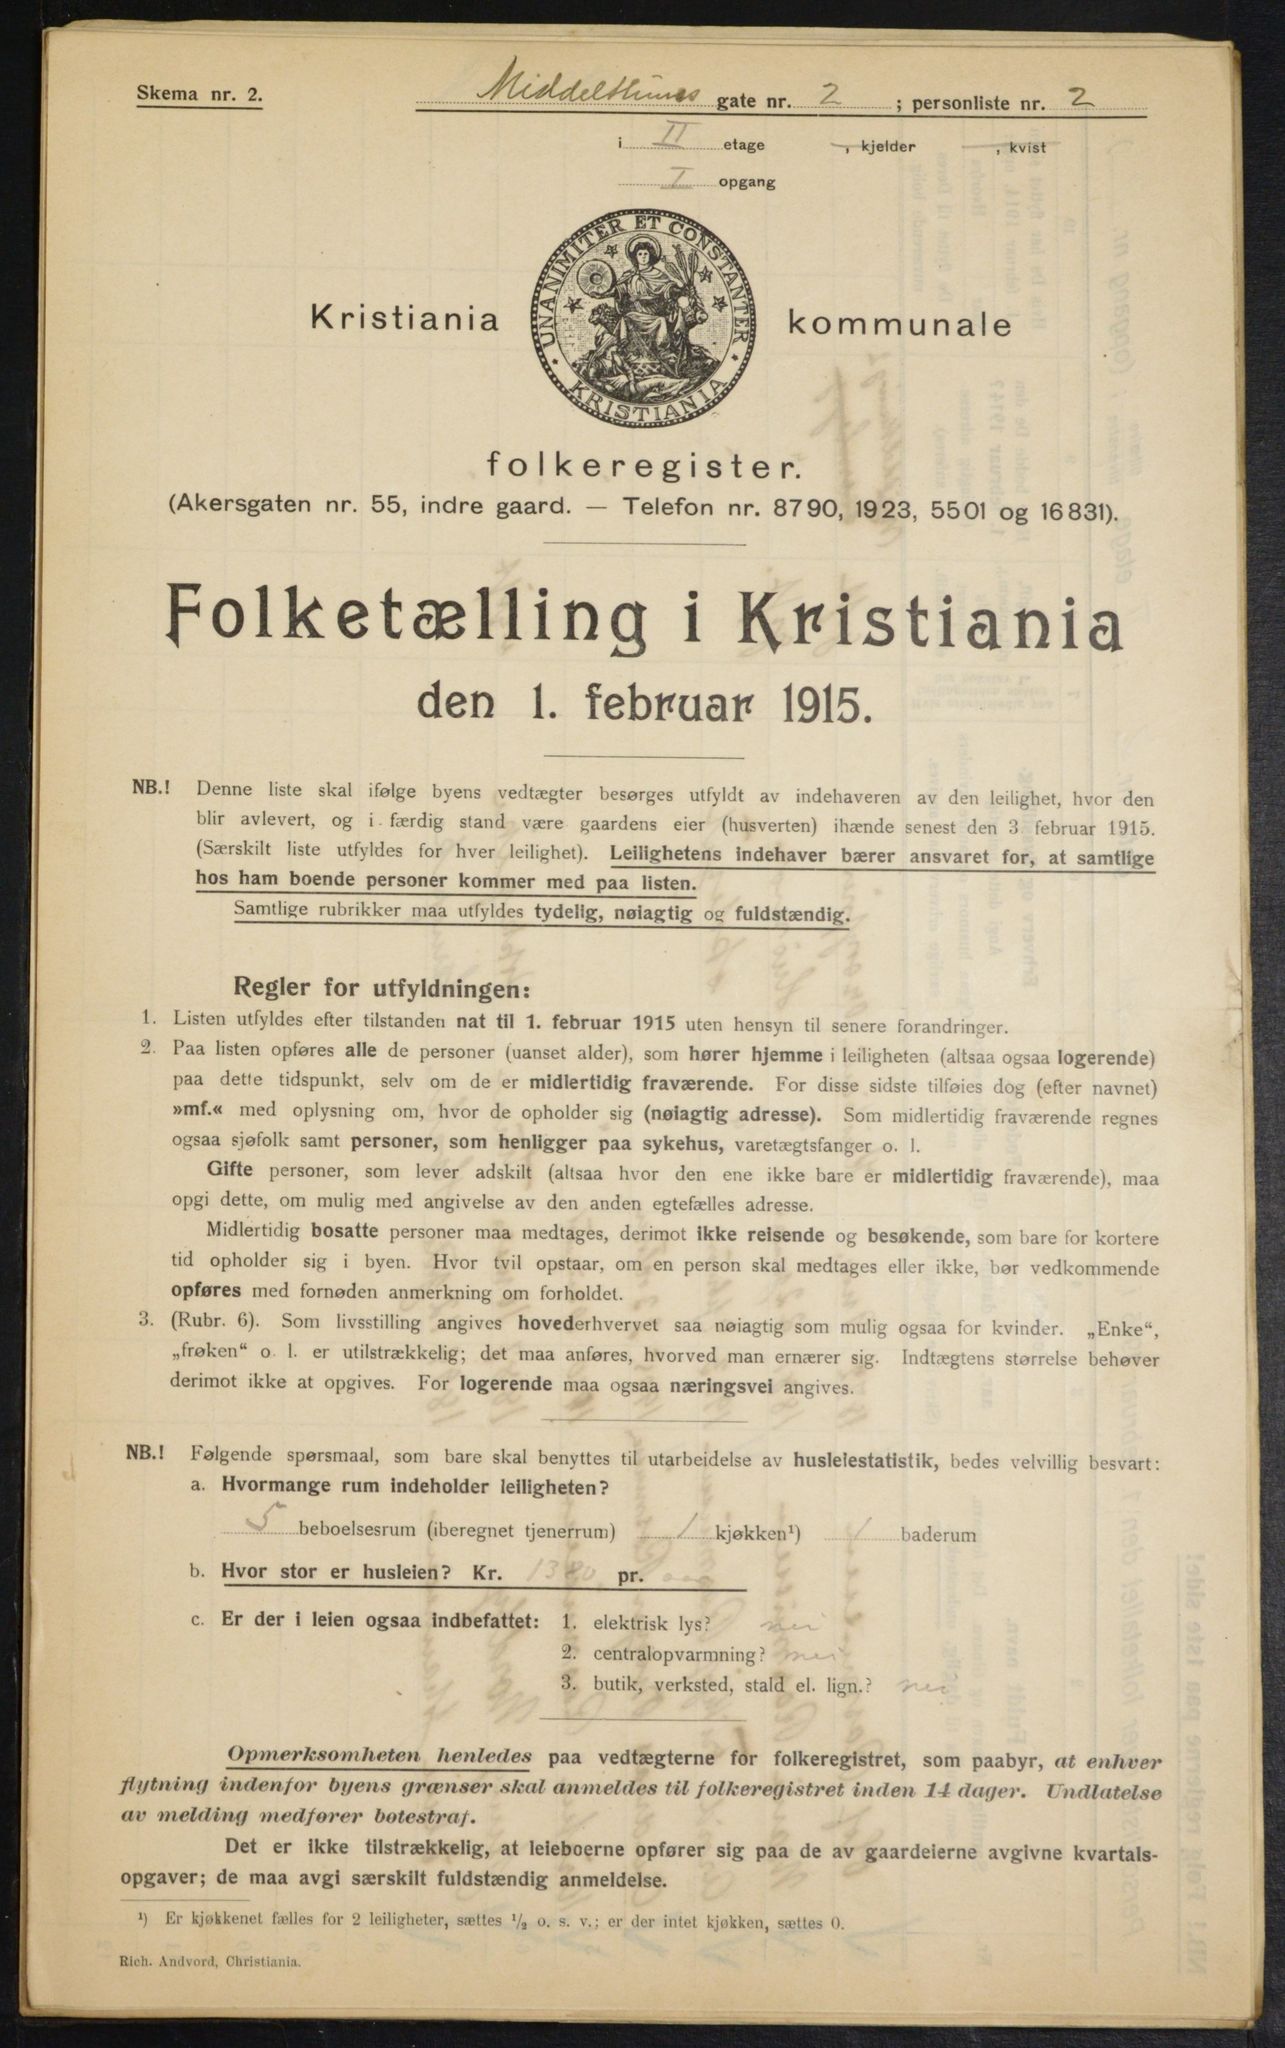 Skema nr. 2.
Middelthuns gate nr. 2 ; personliste nr. 2
i II etage , kjelder , kvist
I opgang
UNANIMITER ET CONSTANTER
KRISTIANIA
Kristiania kommunale
folkeregister.
(Akersgaten nr. 55, indre gaard. — Telefon nr. 8790, 1923, 5501 og 16831).
Folketælling i Kristiania
den 1. februar 1915.
NB.! Denne liste skal ifølge byens vedtægter besørges utfyldt av indehaveren av den leilighet, hvor den
blir avlevert, og i færdig stand være gaardens eier (husverten) ihænde senest den 3. februar 1915.
(Særskilt liste utfyldes for hver leilighet). Leilighetens indehaver bærer ansvaret for, at samtlige
hos ham boende personer kommer med paa listen.
Samtlige rubrikker maa utfyldes tydelig, nøiagtig og fuldstændig.
Regler for utfyldningen:
1. Listen utfyldes efter tilstanden nat til 1. februar 1915 uten hensyn til senere forandringer.
2. Paa listen opføres alle de personer (uanset alder), som hører hjemme i leiligheten (altsaa ogsaa logerende)
paa dette tidspunkt, selv om de er midlertidig fraværende. For disse sidste tilføies dog (efter navnet)
»mf.« med oplysning om, hvor de opholder sig (nøiagtig adresse). Som midlertidig fraværende regnes
ogsaa sjøfolk samt personer, som henligger paa sykehus, varetægtsfanger o. l.
Gifte personer, som lever adskilt (altsaa hvor den ene ikke bare er midlertidig fraværende), maa
opgi dette, om mulig med angivelse av den anden egtefælles adresse.
Midlertidig bosatte personer maa medtages, derimot ikke reisende og besøkende, som bare for kortere
tid opholder sig i byen. Hvor tvil opstaar, om en person skal medtages eller ikke, bør vedkommende
opføres med fornøden anmerkning om forholdet.
3. (Rubr. 6). Som livsstilling angives hovederhvervet saa nøiagtig som mulig ogsaa for kvinder. „Enke“,
„frøken“ o. l. er utilstrækkelig; det maa anføres, hvorved man ernærer sig. Indtægtens størrelse behøver
derimot ikke at opgives. For logerende maa ogsaa næringsvei angives.
NB.! Følgende spørsmaal, som bare skal benyttes til utarbeidelse av husleiestatistik, bedes velvillig besvart:
a. Hvormange rum indeholder leiligheten?
5 beboelsesrum (iberegnet tjenerrum) 1 kjøkken¹) 1 baderum
b. Hvor stor er husleien? Kr. 1380 pr. aar
c. Er der i leien ogsaa indbefattet: 1. elektrisk lys? nei
2. centralopvarmning? nei
3. butik, verksted, stald el. lign.? nei
Opmerksomheten henledes paa vedtægterne for folkeregistret, som paabyr, at enhver
flytning indenfor byens grænser skal anmeldes til folkeregistret inden 14 dager. Undlatelse
av melding medfører bøtestraf.
Det er ikke tilstrækkelig, at leieboerne opfører sig paa de av gaardeierne avgivne kvartals-
opgaver; de maa avgi særskilt fuldstændig anmeldelse.
¹) Er kjøkkenet fælles for 2 leiligheter, sættes ½ o. s. v.; er der intet kjøkken, sættes 0.
Rich. Andvord, Christiania.